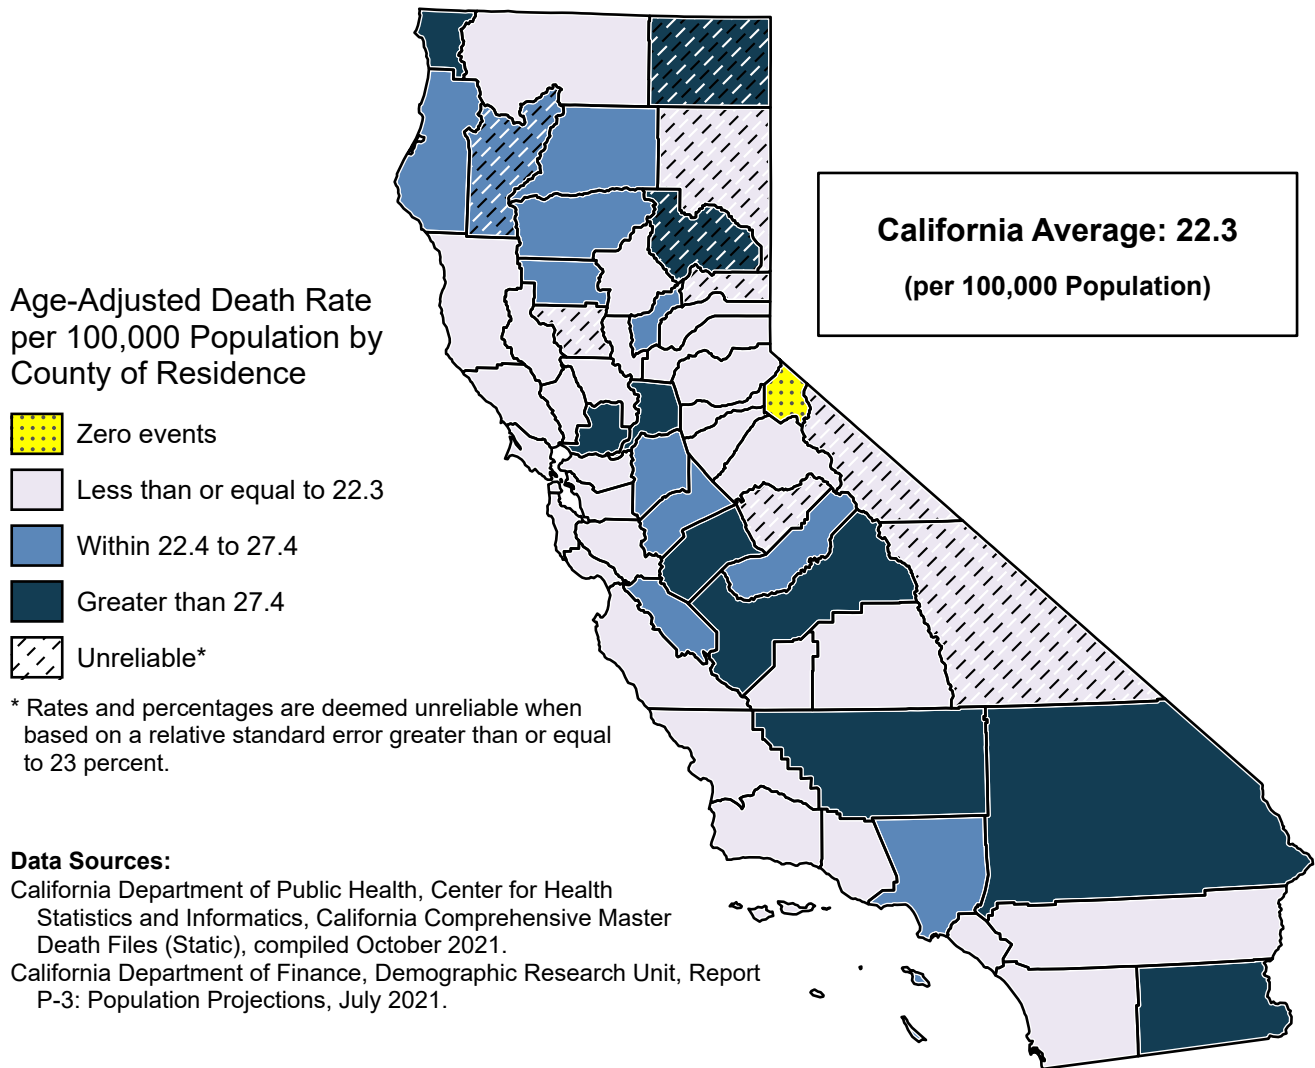 California Average: 22.3
(per 100,000 Population)
Age-Adjusted Death Rate
per 100,000 Population by
County of Residence
Zero events
Less than or equal to 22.3
Within 22.4 to 27.4
Greater than 27.4
Unreliable*
* Rates and percentages are deemed unreliable when
based on a relative standard error greater than or equal
to 23 percent.
Data Sources:
California Department of Public Health, Center for Health
Statistics and Informatics, California Comprehensive Master
Death Files (Static), compiled October 2021.
California Department of Finance, Demographic Research Unit, Report
P-3: Population Projections, July 2021.